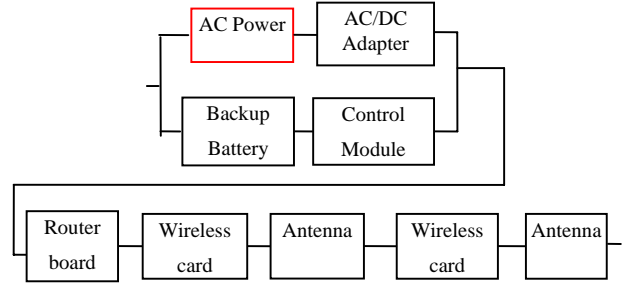 AC Power
AC/DC
Adapter
Backup
Battery
Control
Module
Router
board
Wireless
card
Antenna
Wireless
card
Antenna